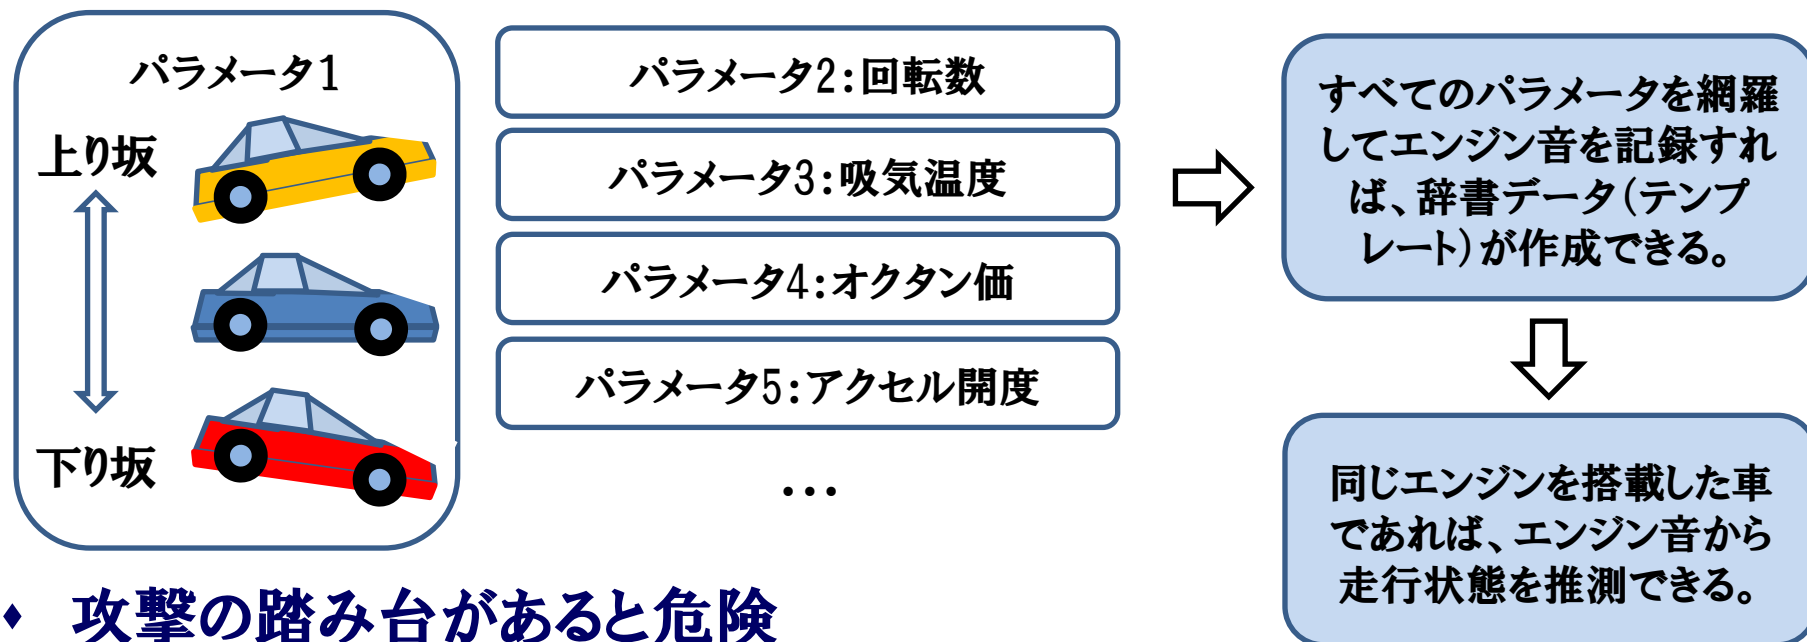 パラメータ1
上り坂
下り坂
パラメータ2:回転数
パラメータ3:吸気温度
パラメータ4:オクタン価
パラメータ5:アクセル開度
...
すべてのパラメータを網羅
してエンジン音を記録すれ
ば、辞書データ(テンプ
レート)が作成できる。
同じエンジンを搭載した車
であれば、エンジン音から
走行状態を推測できる。
♦ 攻撃の踏み台があると危険